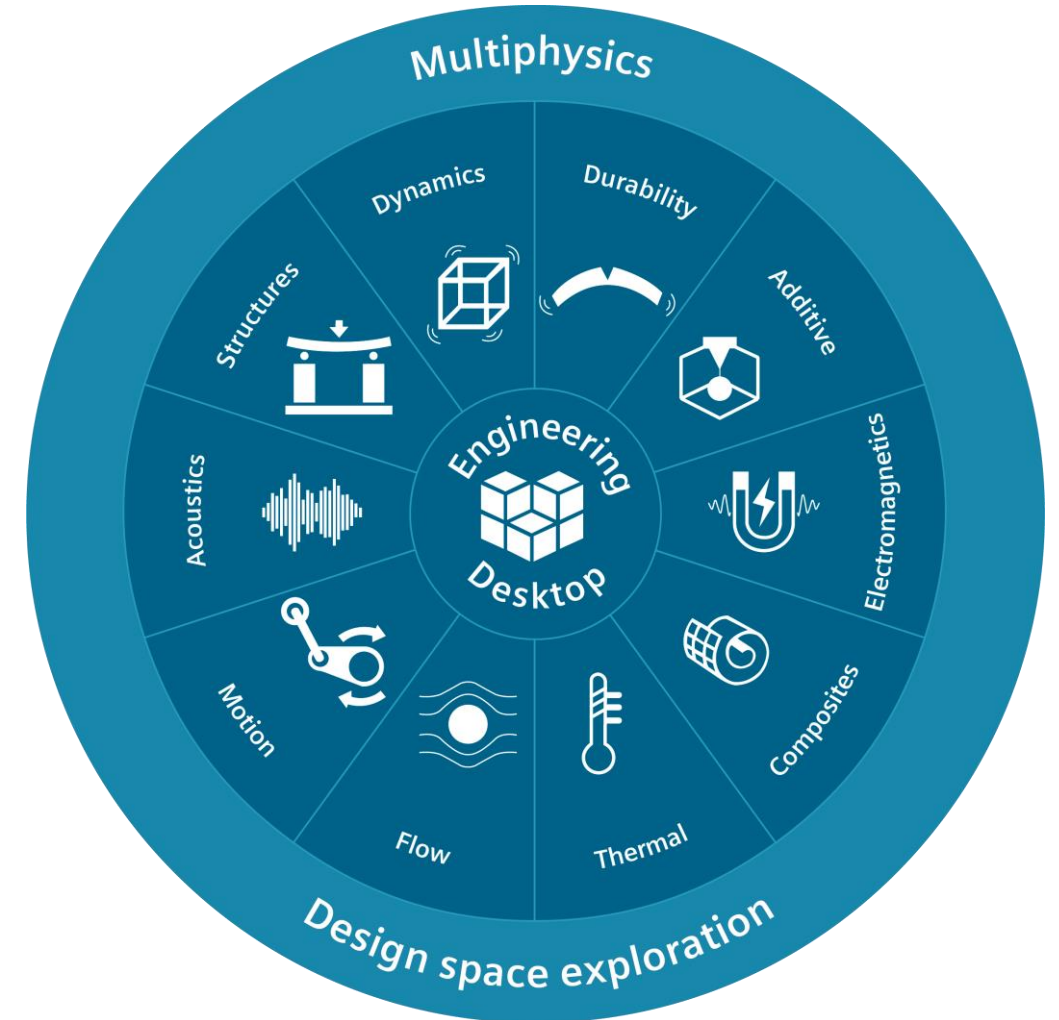 Multiphysics
Dynamics
Durability
Structures
Additive
Acoustics
Engineering
Desktop
Electromagnetics
Motion
Composites
Flow
Thermal
Design space exploration